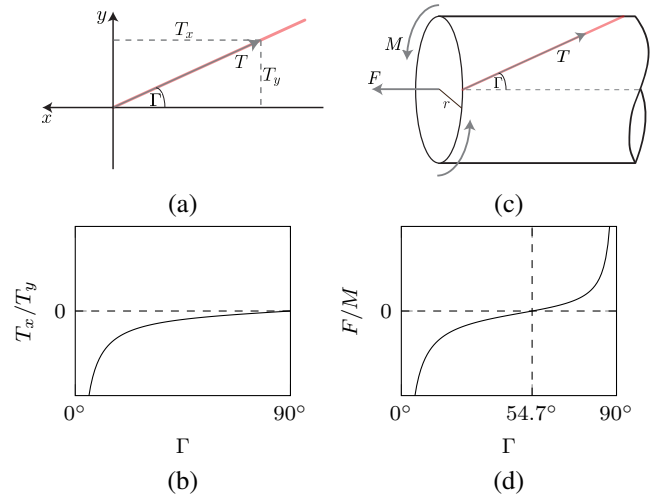 y
T_x
T
T_y
Γ
x
(a)
M
F
T
Γ
r
(c)
T_x/T_y
0
0° 90°
Γ
(b)
F/M
0
0° 54.7° 90°
Γ
(d)